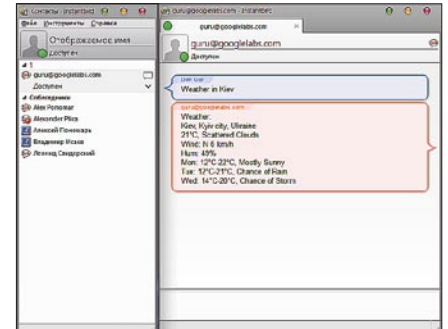 Контакты - Instantbird
Файл Инструменты Справка
Отображаемое имя
Доступен
1
guru@googlelabs.com
Доступен
Собеседники
Alex Ponomar
Alexander Plics
Алексей Пономарь
Владимир Исаев
Леонид Сандорский
guru@googlelabs.com - Instantbird
guru@googlelabs.com
guru@googlelabs.com
Доступен
Weather in Kiev
guru@googlelabs.com
Weather:
Kiev, Kyiv city, Ukraine
21°C, Scattered Clouds
Wind: N 6 km/h
Hum: 49%
Mon: 12°C-22°C, Mostly Sunny
Tue: 12°C-21°C, Chance of Rain
Wed: 14°C-20°C, Chance of Storm